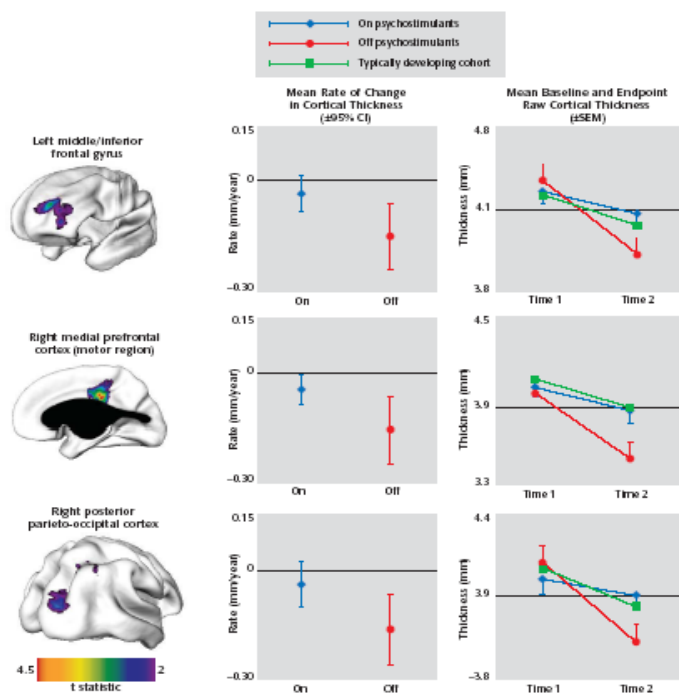 On psychostimulants
Off psychostimulants
Typically developing cohort
Mean Rate of Change
in Cortical Thickness
(±95% CI)
Mean Baseline and Endpoint
Raw Cortical Thickness
(±SEM)
Left middle/inferior
frontal gyrus
0.15
0
−0.30
Rate (mm/year)
On
Off
4.8
4.1
3.8
Thickness (mm)
Time 1
Time 2
Right medial prefrontal
cortex (motor region)
0.15
0
−0.30
Rate (mm/year)
On
Off
4.5
3.9
3.3
Thickness (mm)
Time 1
Time 2
Right posterior
parieto-occipital cortex
0.15
0
−0.30
Rate (mm/year)
On
Off
4.4
3.9
−3.8
Thickness (mm)
Time 1
Time 2
4.5
2
t statistic